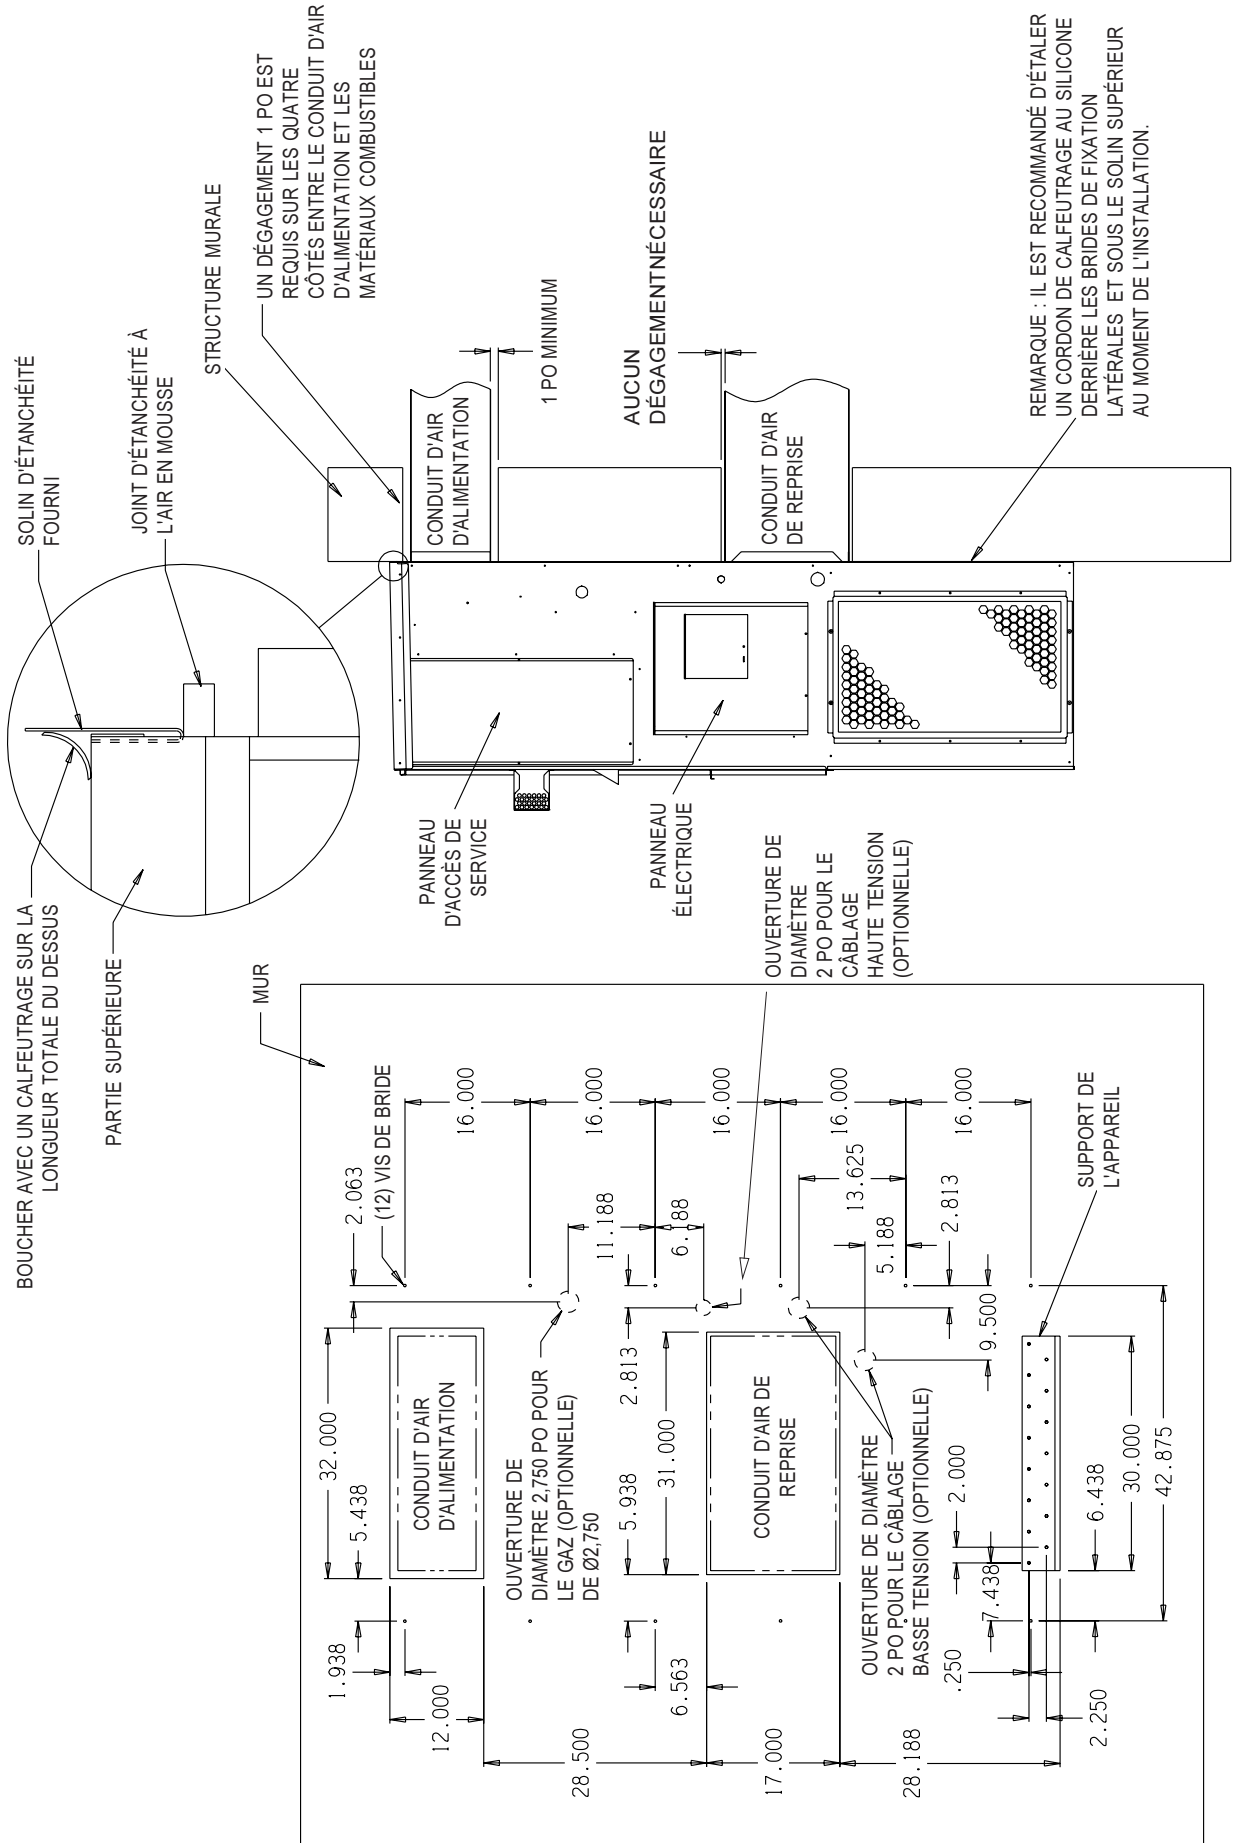 BOUCHER AVEC UN CALFEUTRAGE SUR LA
LONGUEUR TOTALE DU DESSUS
SOLIN D'ÉTANCHÉITÉ
FOURNI
PARTIE SUPÉRIEURE
JOINT D'ÉTANCHÉITÉ À
L'AIR EN MOUSSE
STRUCTURE MURALE
UN DÉGAGEMENT 1 PO EST
REQUIS SUR LES QUATRE
CÔTÉS ENTRE LE CONDUIT D'AIR
D'ALIMENTATION ET LES
MATÉRIAUX COMBUSTIBLES
CONDUIT D'AIR
D'ALIMENTATION
1 PO MINIMUM
AUCUN
DÉGAGEMENTNÉCESSAIRE
CONDUIT D'AIR
DE REPRISE
PANNEAU
D'ACCÈS DE
SERVICE
PANNEAU
ÉLECTRIQUE
REMARQUE : IL EST RECOMMANDÉ D'ÉTALER
UN CORDON DE CALFEUTRAGE AU SILICONE
DERRIÈRE LES BRIDES DE FIXATION
LATÉRALES ET SOUS LE SOLIN SUPÉRIEUR
AU MOMENT DE L'INSTALLATION.
MUR
OUVERTURE DE
DIAMÈTRE
2 PO POUR LE
CÂBLAGE
HAUTE TENSION
(OPTIONNELLE)
1.938
5.438
32.000
2.063
(12) VIS DE BRIDE
12.000
CONDUIT D'AIR
D'ALIMENTATION
16.000
16.000
16.000
16.000
16.000
28.500
OUVERTURE DE
DIAMÈTRE 2,750 PO POUR
LE GAZ (OPTIONNELLE)
DE Ø2,750
11.188
6.188
6.563
5.938
31.000
2.813
17.000
CONDUIT D'AIR DE
REPRISE
13.625
5.188
2.813
OUVERTURE DE DIAMÈTRE
2 PO POUR LE CÂBLAGE
BASSE TENSION (OPTIONNELLE)
28.188
.250
7.438
2.000
9.500
2.250
6.438
30.000
42.875
SUPPORT DE
L'APPAREIL